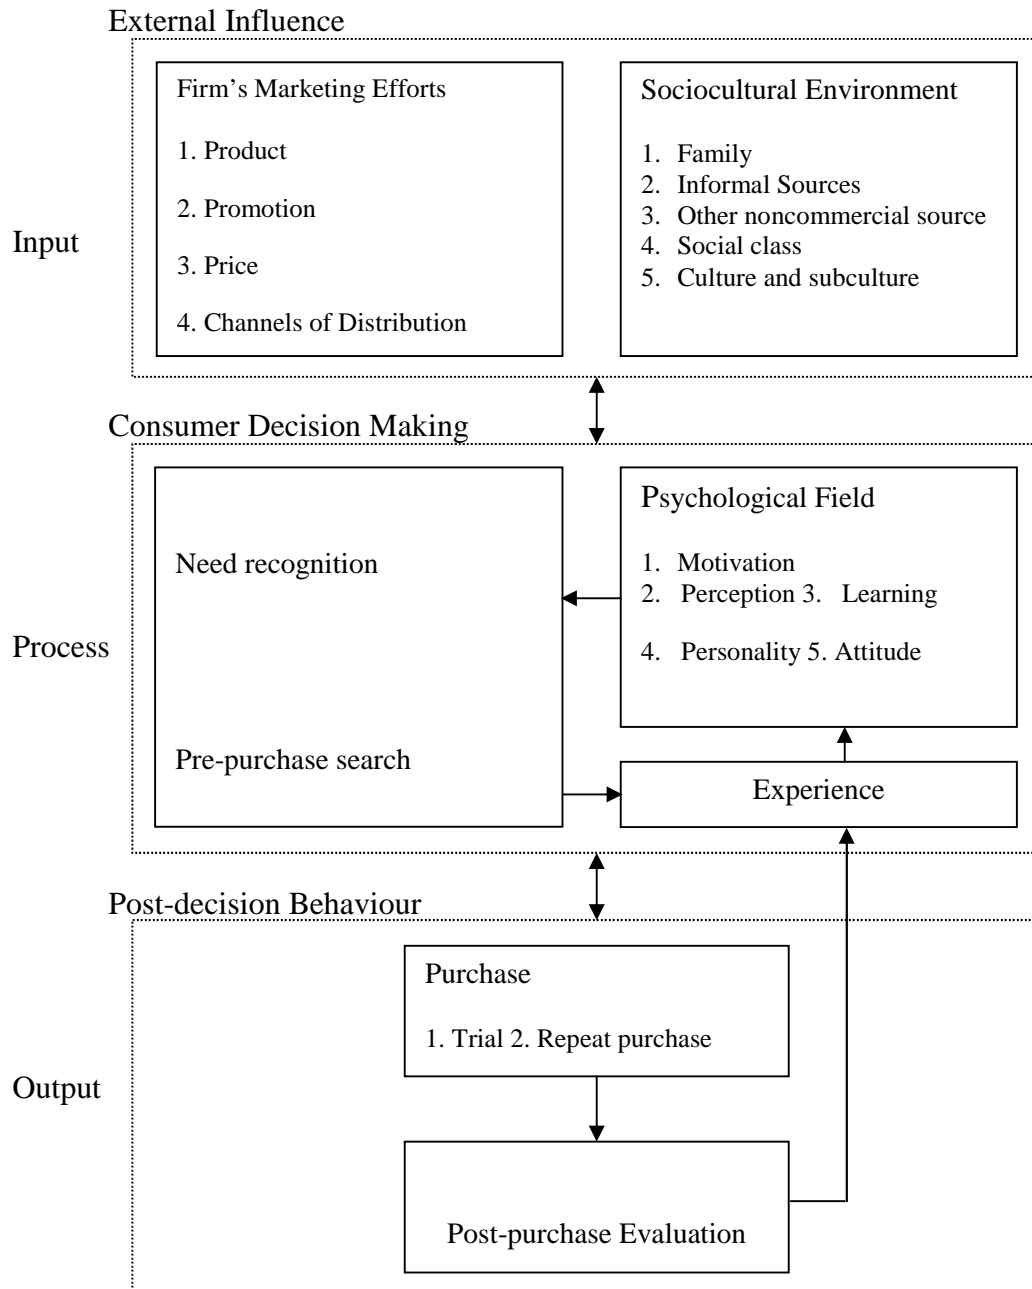 External Influence
Firm's Marketing Efforts
1. Product
2. Promotion
3. Price
4. Channels of Distribution
Sociocultural Environment
1. Family
2. Informal Sources
3. Other noncommercial source
4. Social class
5. Culture and subculture
Input
Consumer Decision Making
Need recognition
Pre-purchase search
Psychological Field
1. Motivation
2. Perception 3. Learning
4. Personality 5. Attitude
Experience
Process
Post-decision Behaviour
Purchase
1. Trial 2. Repeat purchase
Post-purchase Evaluation
Output